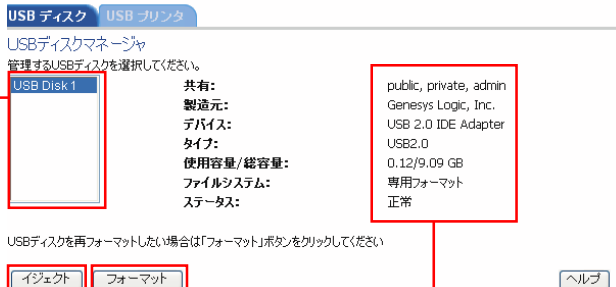 USB ディスク USB プリンタ
USBディスクマネージャ
管理するUSBディスクを選択してください。
USB Disk 1
共有: public, private, admin
製造元: Genesys Logic, Inc.
デバイス: USB 2.0 IDE Adapter
タイプ: USB2.0
使用容量/総容量: 0.12/9.09 GB
ファイルシステム: 専用フォーマット
ステータス: 正常
USBディスクを再フォーマットしたい場合は「フォーマット」ボタンをクリックしてください
イジェクト フォーマット ヘルプ